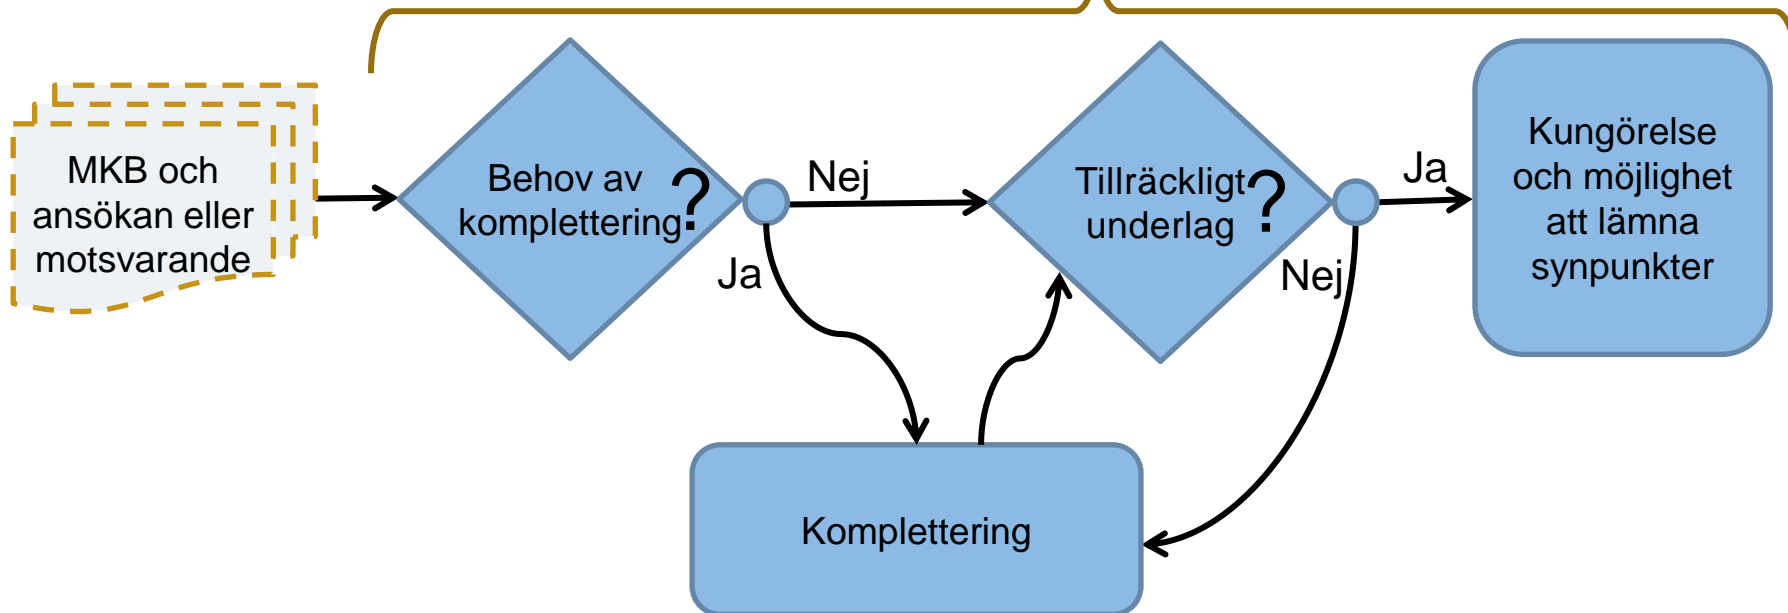 MKB och
ansökan eller
motsvarande
Behov av
komplettering?
Nej
Ja
Tillräckligt
underlag?
Ja
Nej
Kungörelse
och möjlighet
att lämna
synpunkter
Komplettering